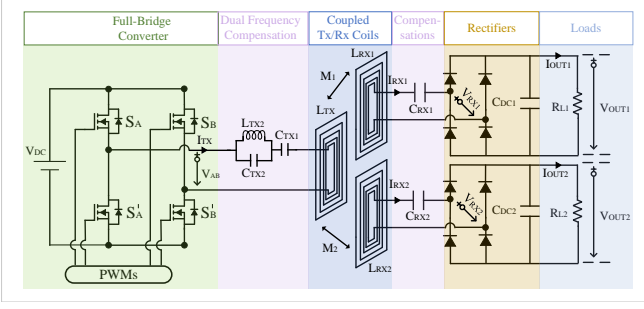 Full-Bridge
Converter
Dual Frequency
Compensation
Coupled
Tx/Rx Coils
Compen-
sations
Rectifiers
Loads
VDC
SA
SB
S'A
S'B
PWMs
ITX
VAB
LTX2
CTX2
CTX1
LTX
M1
M2
LRX1
LRX2
IRX1
CRX1
IRX2
CRX2
VRX1
VRX2
CDC1
CDC2
IOUT1
RL1
VOUT1
IOUT2
RL2
VOUT2